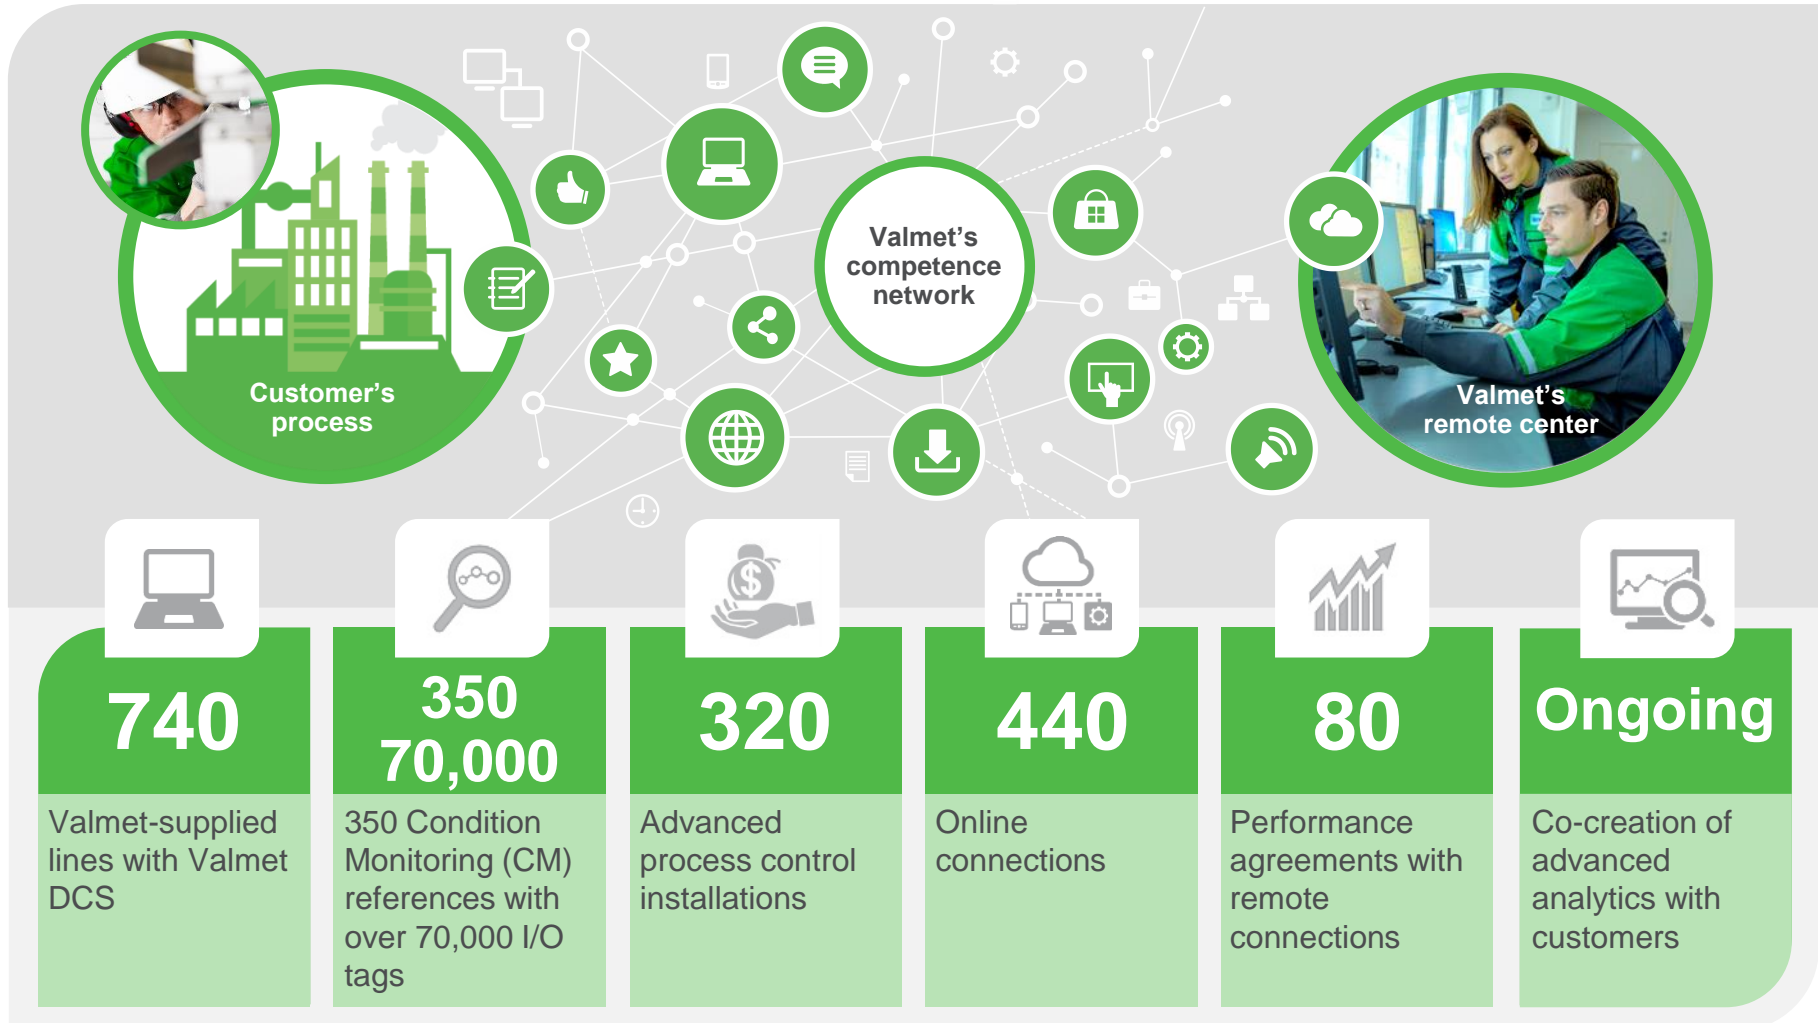 Valmet’s
competence
network
Customer’s
process
Valmet’s
remote center
740
Valmet-supplied
lines with Valmet
DCS
350
70,000
350 Condition
Monitoring (CM)
references with
over 70,000 I/O
tags
320
Advanced
process control
installations
440
Online
connections
80
Performance
agreements with
remote
connections
Ongoing
Co-creation of
advanced
analytics with
customers